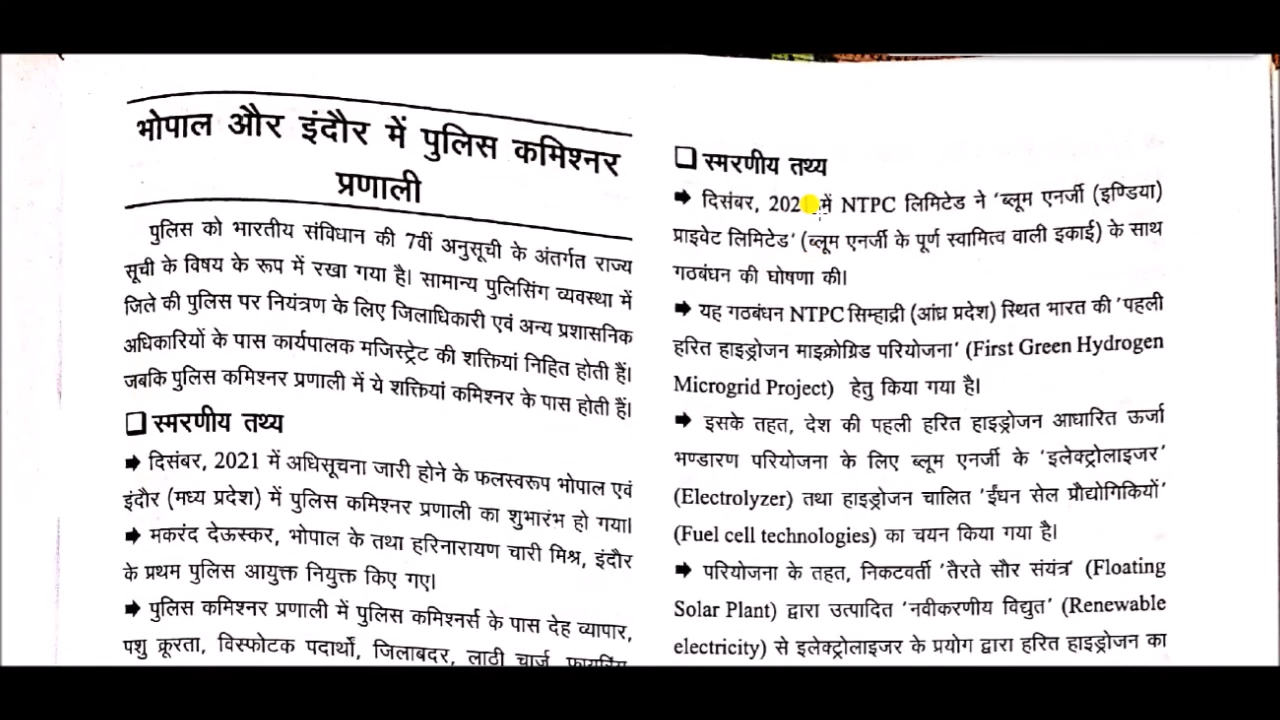 भोपाल और इंदौर में पुलिस कमिश्नर
प्रणाली
पुलिस को भारतीय संविधान की 7वीं अनुसूची के अंतर्गत राज्य
सूची के विषय के रूप में रखा गया है। सामान्य पुलिसिंग व्यवस्था में
जिले की पुलिस पर नियंत्रण के लिए जिलाधिकारी एवं अन्य प्रशासनिक
अधिकारियों के पास कार्यपालक मजिस्ट्रेट की शक्तियां निहित होती हैं।
जबकि पुलिस कमिश्नर प्रणाली में ये शक्तियां कमिश्नर के पास होती हैं।
❑ स्मरणीय तथ्य
➡ दिसंबर, 2021 में अधिसूचना जारी होने के फलस्वरूप भोपाल एवं
इंदौर (मध्य प्रदेश) में पुलिस कमिश्नर प्रणाली का शुभारंभ हो गया।
➡ मकरंद देऊस्कर, भोपाल के तथा हरिनारायण चारी मिश्र, इंदौर
के प्रथम पुलिस आयुक्त नियुक्त किए गए।
➡ पुलिस कमिश्नर प्रणाली में पुलिस कमिश्नर्स के पास देह व्यापार,
पशु क्रूरता, विस्फोटक पदार्थों, जिलाबदर, लाठी चार्ज, फायरिंग,
❑ स्मरणीय तथ्य
➡ दिसंबर, 2021 में NTPC लिमिटेड ने 'ब्लूम एनर्जी (इण्डिया)
प्राइवेट लिमिटेड' (ब्लूम एनर्जी के पूर्ण स्वामित्व वाली इकाई) के साथ
गठबंधन की घोषणा की।
➡ यह गठबंधन NTPC सिम्हाद्री (आंध्र प्रदेश) स्थित भारत की 'पहली
हरित हाइड्रोजन माइक्रोग्रिड परियोजना' (First Green Hydrogen
Microgrid Project) हेतु किया गया है।
➡ इसके तहत, देश की पहली हरित हाइड्रोजन आधारित ऊर्जा
भण्डारण परियोजना के लिए ब्लूम एनर्जी के 'इलेक्ट्रोलाइजर'
(Electrolyzer) तथा हाइड्रोजन चालित 'ईंधन सेल प्रौद्योगिकियों'
(Fuel cell technologies) का चयन किया गया है।
➡ परियोजना के तहत, निकटवर्ती 'तैरते सौर संयंत्र' (Floating
Solar Plant) द्वारा उत्पादित 'नवीकरणीय विद्युत' (Renewable
electricity) से इलेक्ट्रोलाइजर के प्रयोग द्वारा हरित हाइड्रोजन का